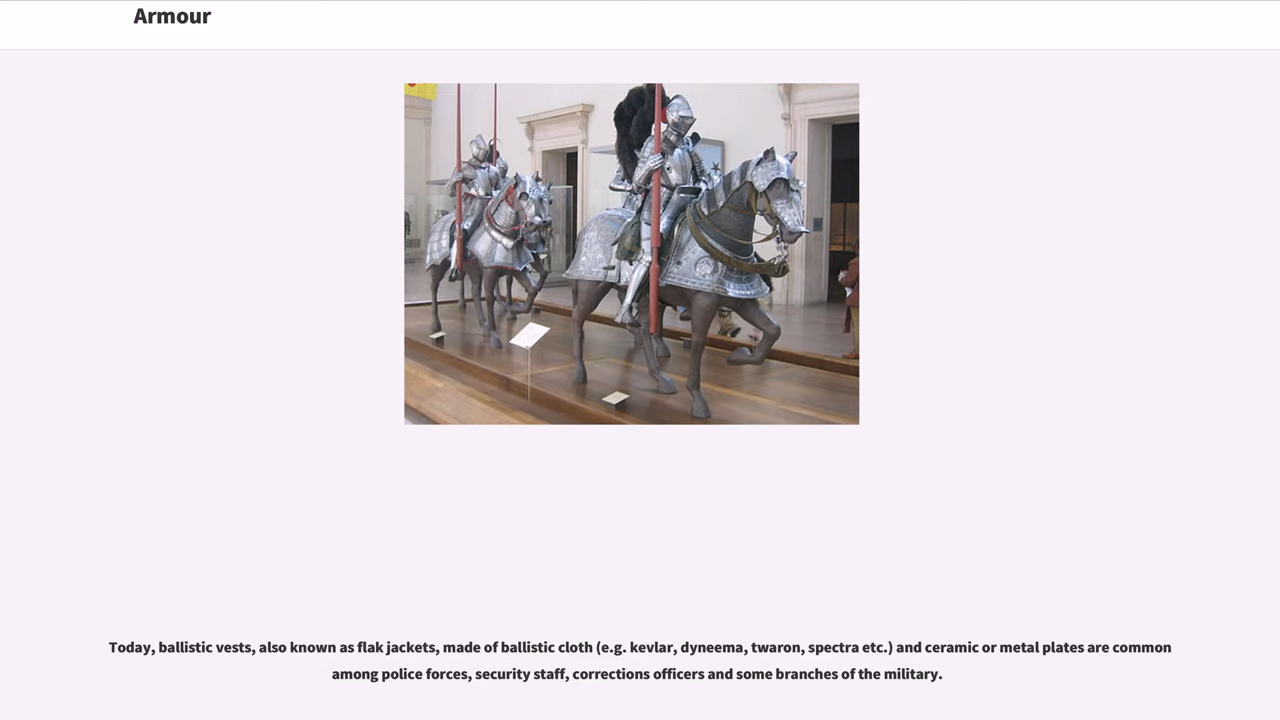 Armour
Today, ballistic vests, also known as flak jackets, made of ballistic cloth (e.g. kevlar, dyneema, twaron, spectra etc.) and ceramic or metal plates are common
among police forces, security staff, corrections officers and some branches of the military.